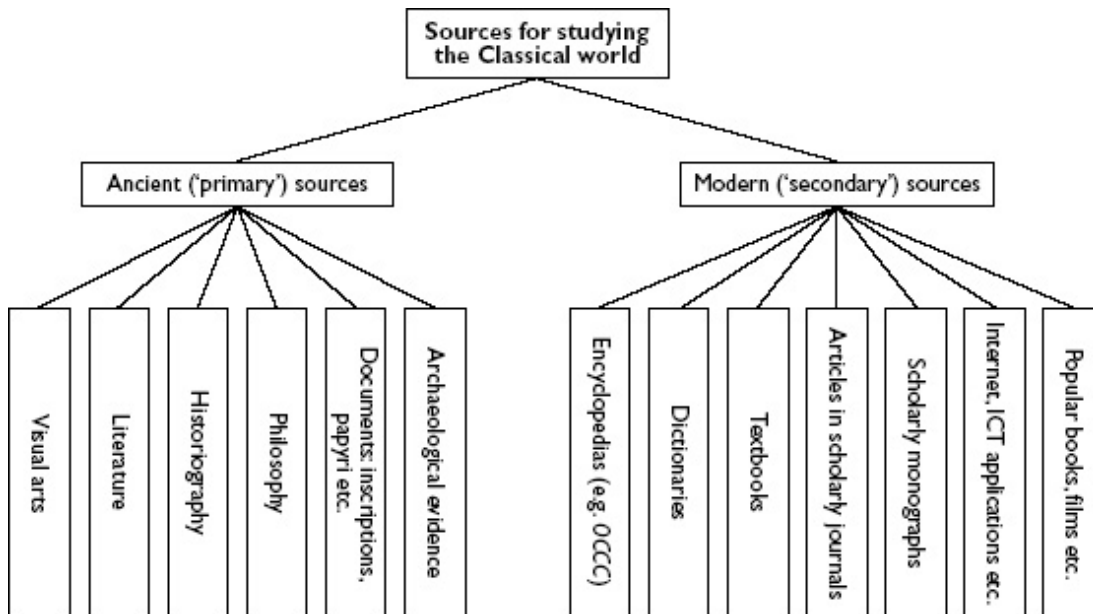 Sources for studying
the Classical world
Ancient (‘primary’) sources
Modern (‘secondary’) sources
Visual arts
Literature
Historiography
Philosophy
Documents: inscriptions,
papyri etc.
Archaeological evidence
Encyclopedias (e.g. OCCC)
Dictionaries
Textbooks
Articles in scholarly journals
Scholarly monographs
Internet, ICT applications etc.
Popular books, films etc.